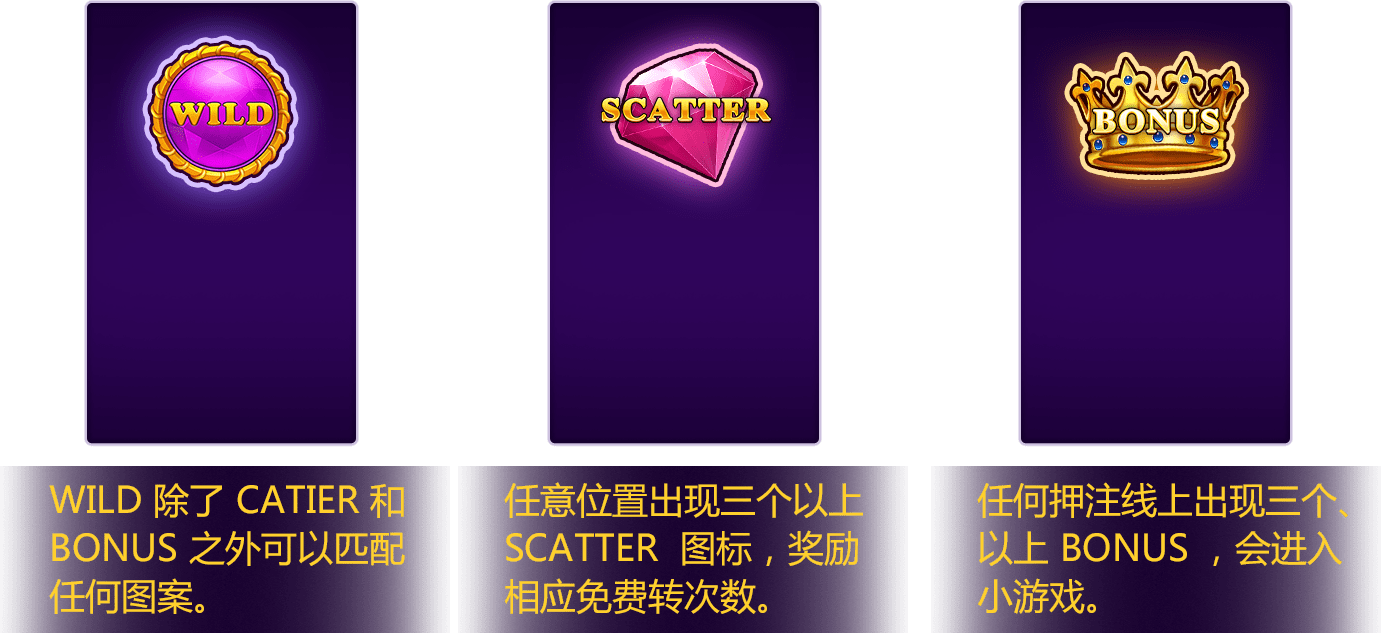 WILD
SCATTER
BONUS
WILD 除了 CATIER 和
BONUS 之外可以匹配
任何图案。
任意位置出现三个以上
SCATTER 图标，奖励
相应免费转次数。
任何押注线上出现三个、
以上 BONUS ，会进入
小游戏。